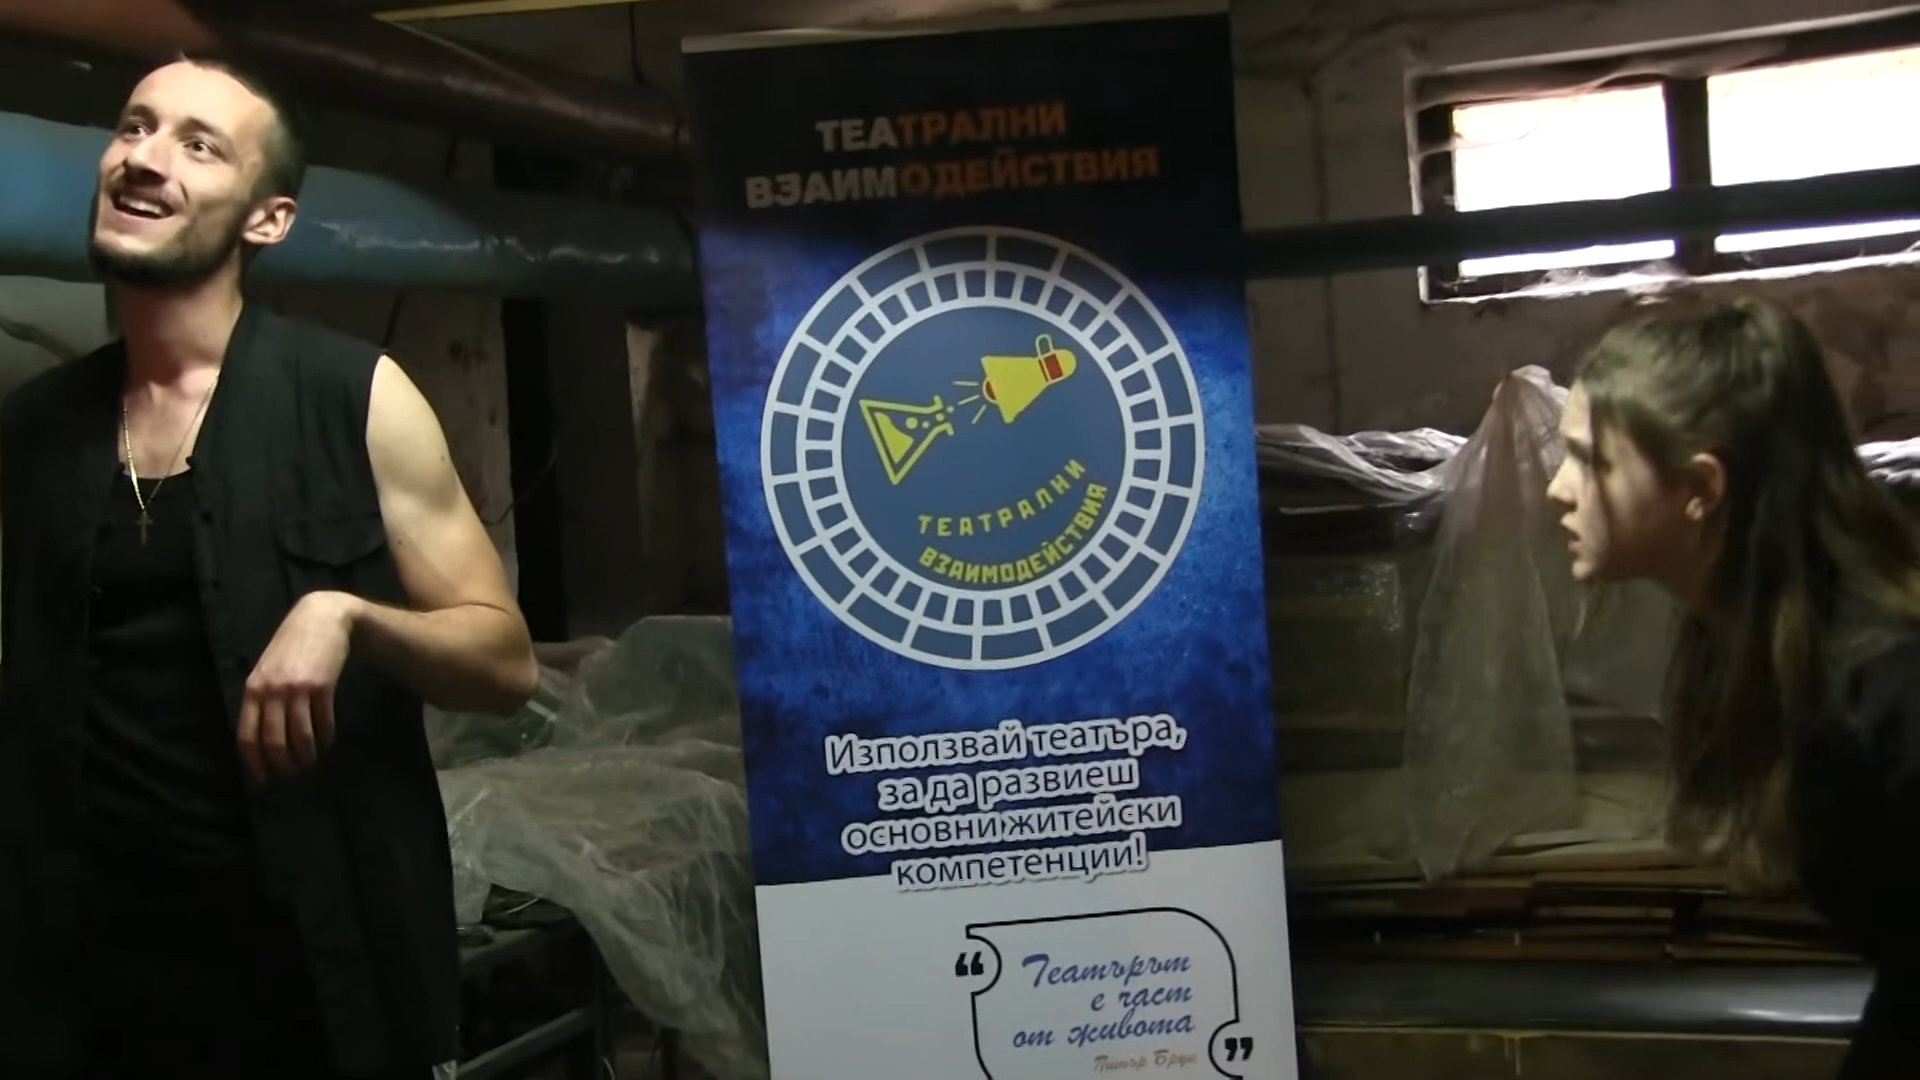 ТЕАТРАЛНИ
ВЗАИМОДЕЙСТВИЯ
ТЕАТРАЛНИ
ВЗАИМОДЕЙСТВИЯ
Използвай театъра,
за да развиеш
основни житейски
компетенции!
“ Театърът
е част
от живота
Питър Брук ”